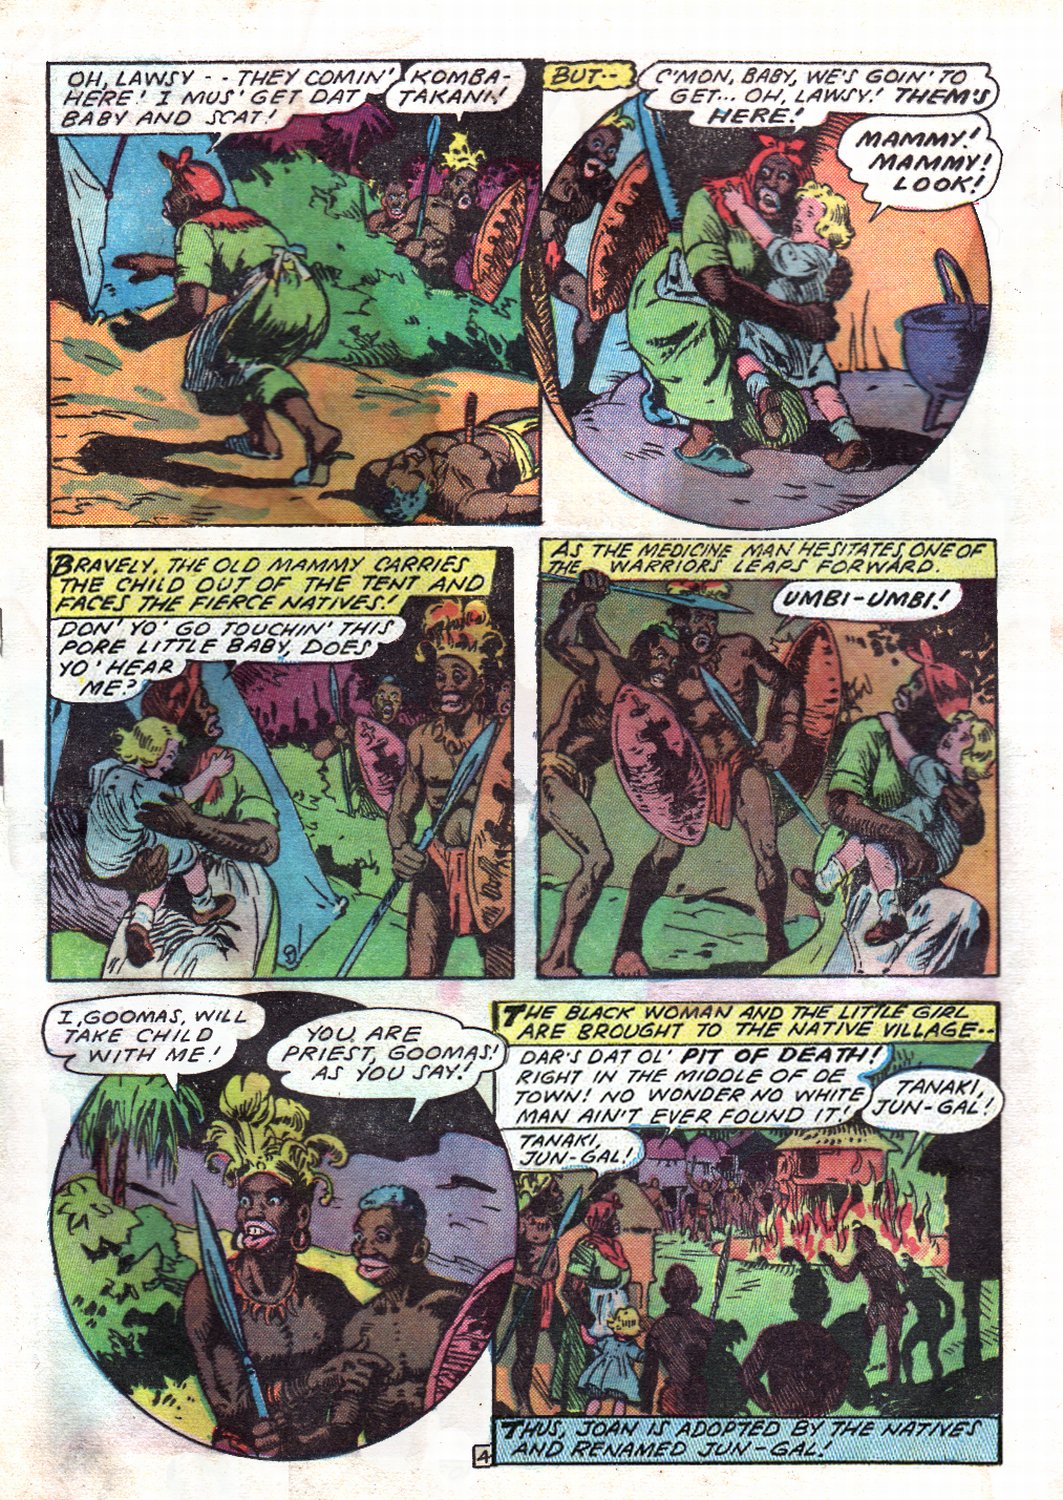 OH, LAWSY -- THEY COMIN'
HERE! I MUS' GET DAT
BABY AND SCAT!
KOMBA-
TAKANI!
BUT--
C'MON, BABY, WE'S GOIN' TO
GET... OH, LAWSY! THEM'S
HERE!
MAMMY!
MAMMY!
LOOK!
BRAVELY, THE OLD MAMMY CARRIES
THE CHILD OUT OF THE TENT AND
FACES THE FIERCE NATIVES!
DON' YO' GO TOUCHIN' THIS
PORE LITTLE BABY, DOES
YO' HEAR
ME?
AS THE MEDICINE MAN HESITATES, ONE OF
THE WARRIORS LEAPS FORWARD.
UMBI-UMBI!
I, GOOMAS, WILL
TAKE CHILD
WITH ME!
YOU ARE
PRIEST, GOOMAS!
AS YOU SAY!
THE BLACK WOMAN AND THE LITTLE GIRL
ARE BROUGHT TO THE NATIVE VILLAGE--
DAR'S DAT OL' PIT OF DEATH!
RIGHT IN THE MIDDLE OF DE
TOWN! NO WONDER NO WHITE
MAN AIN'T EVER FOUND IT!
TANAKI,
JUN-GAL!
TANAKI,
JUN-GAL!
THUS, JOAN IS ADOPTED BY THE NATIVES
AND RENAMED JUN-GAL!
4